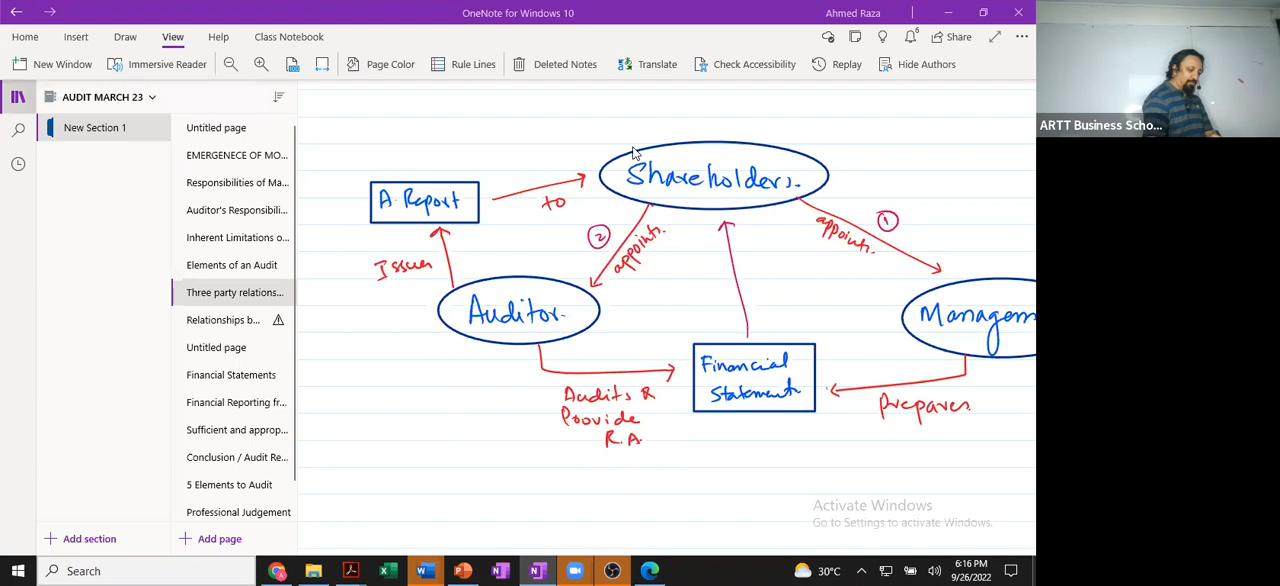 OneNote for Windows 10
Ahmed Raza
Home Insert Draw View Help Class Notebook
6
Share
New Window Immersive Reader Page Color Rule Lines Deleted Notes Translate Check Accessibility Replay Hide Authors
AUDIT MARCH 23
New Section 1
Untitled page
EMERGENECE OF MO...
Responsibilities of Ma...
Auditor's Responsibili...
Inherent Limitations o...
Elements of an Audit
Three party relations...
Relationships b...
Untitled page
Financial Statements
Financial Reporting fr...
Sufficient and approp...
Conclusion / Audit Re...
5 Elements to Audit
Professional Judgement
Add section
Add page
Shareholders.
A. Report
to
2
appoints.
1
appoints.
Issues
Auditor.
Managem
Financial
Statements
Audits &
Provide
R.A.
Prepares.
Activate Windows
Go to Settings to activate Windows.
ARTT Business Scho...
Search
30°C
6:16 PM
9/26/2022